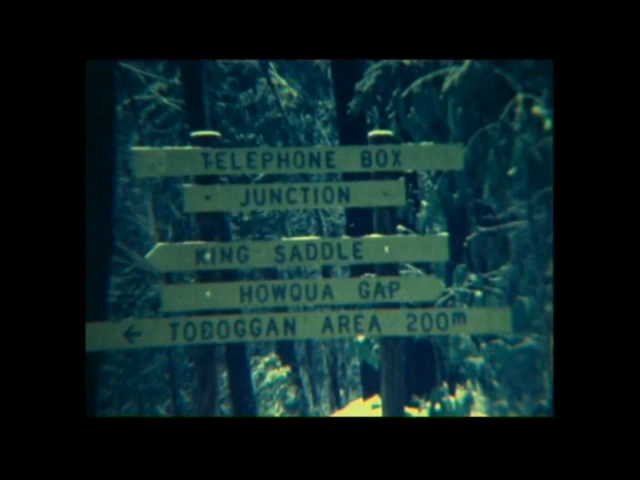 TELEPHONE BOX
JUNCTION
KING SADDLE
HOWQUA GAP
← TOBOGGAN AREA 200m